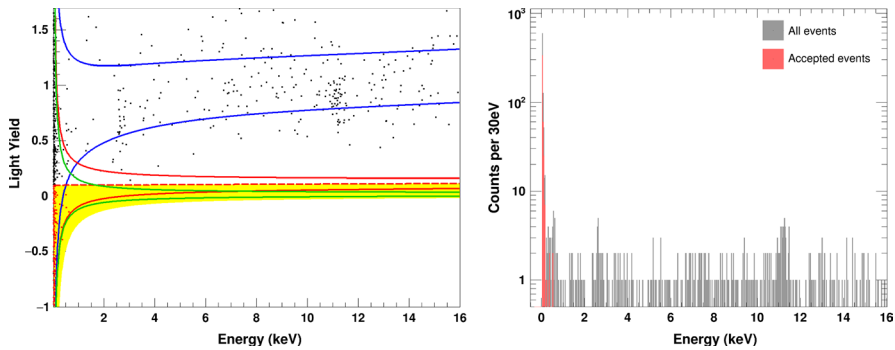 Light Yield
1.5
1
0.5
0
−0.5
−1
2 4 6 8 10 12 14 16
Energy (keV)
Counts per 30eV
10³
10²
10
1
0 2 4 6 8 10 12 14 16
Energy (keV)
All events
Accepted events